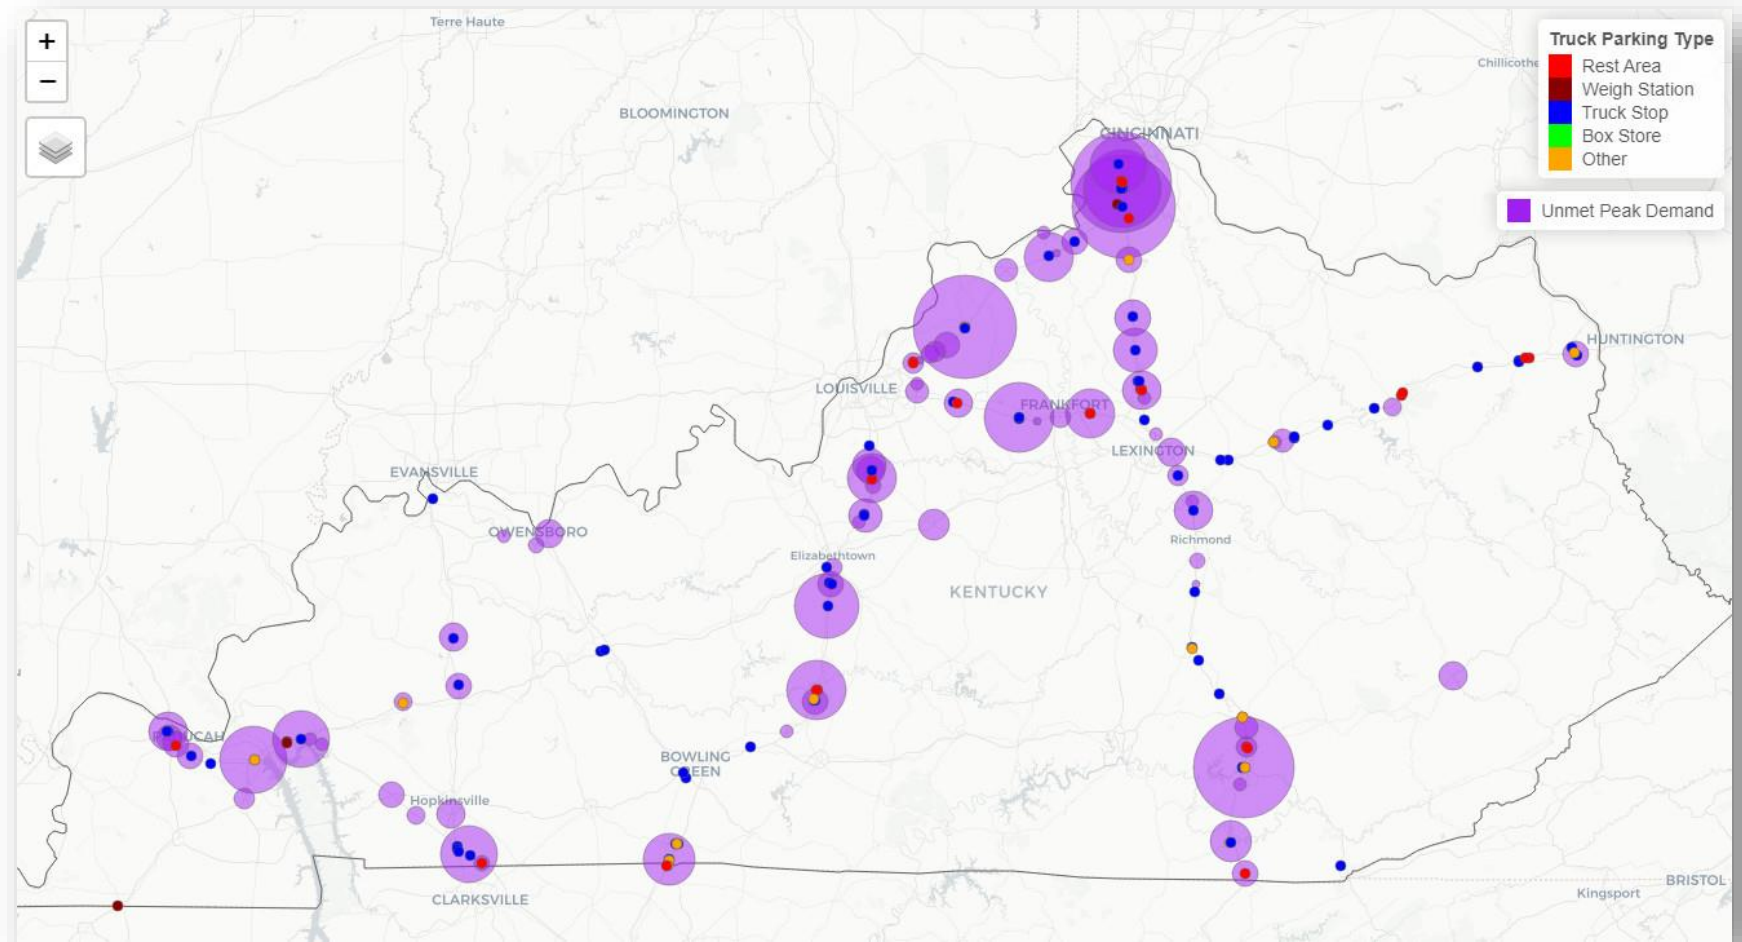 Terre Haute
+
−
BLOOMINGTON
CINCINNATI
Chillicothe
Truck Parking Type
Rest Area
Weigh Station
Truck Stop
Box Store
Other
Unmet Peak Demand
HUNTINGTON
LOUISVILLE
FRANKFORT
LEXINGTON
EVANSVILLE
OWENSBORO
Richmond
Elizabethtown
KENTUCKY
PADUCAH
BOWLING
GREEN
Hopkinsville
CLARKSVILLE
BRISTOL
Kingsport